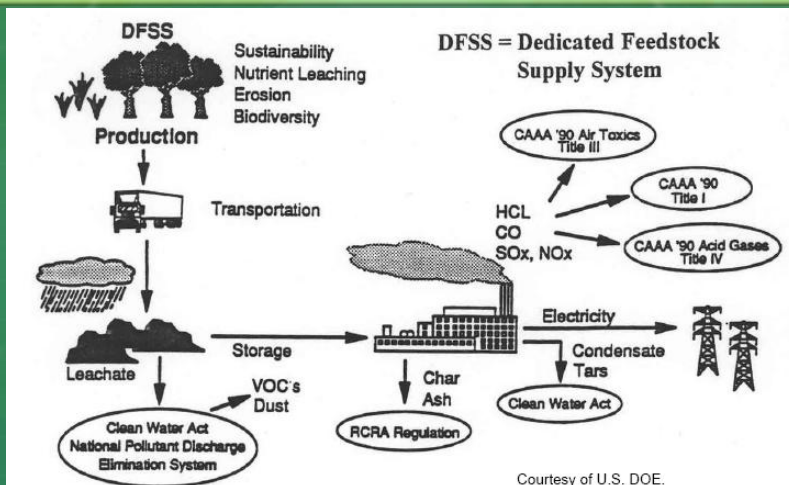 DFSS
Sustainability
Nutrient Leaching
Erosion
Biodiversity
Production
DFSS = Dedicated Feedstock
Supply System
Transportation
CAAA '90 Air Toxics
Title III
CAAA '90
Title I
CAAA '90 Acid Gases
Title IV
HCL
CO
SOx, NOx
Leachate
Storage
VOC's
Dust
Clean Water Act
National Pollutant Discharge
Elimination System
Char
Ash
RCRA Regulation
Electricity
Condensate
Tars
Clean Water Act
Courtesy of U.S. DOE.